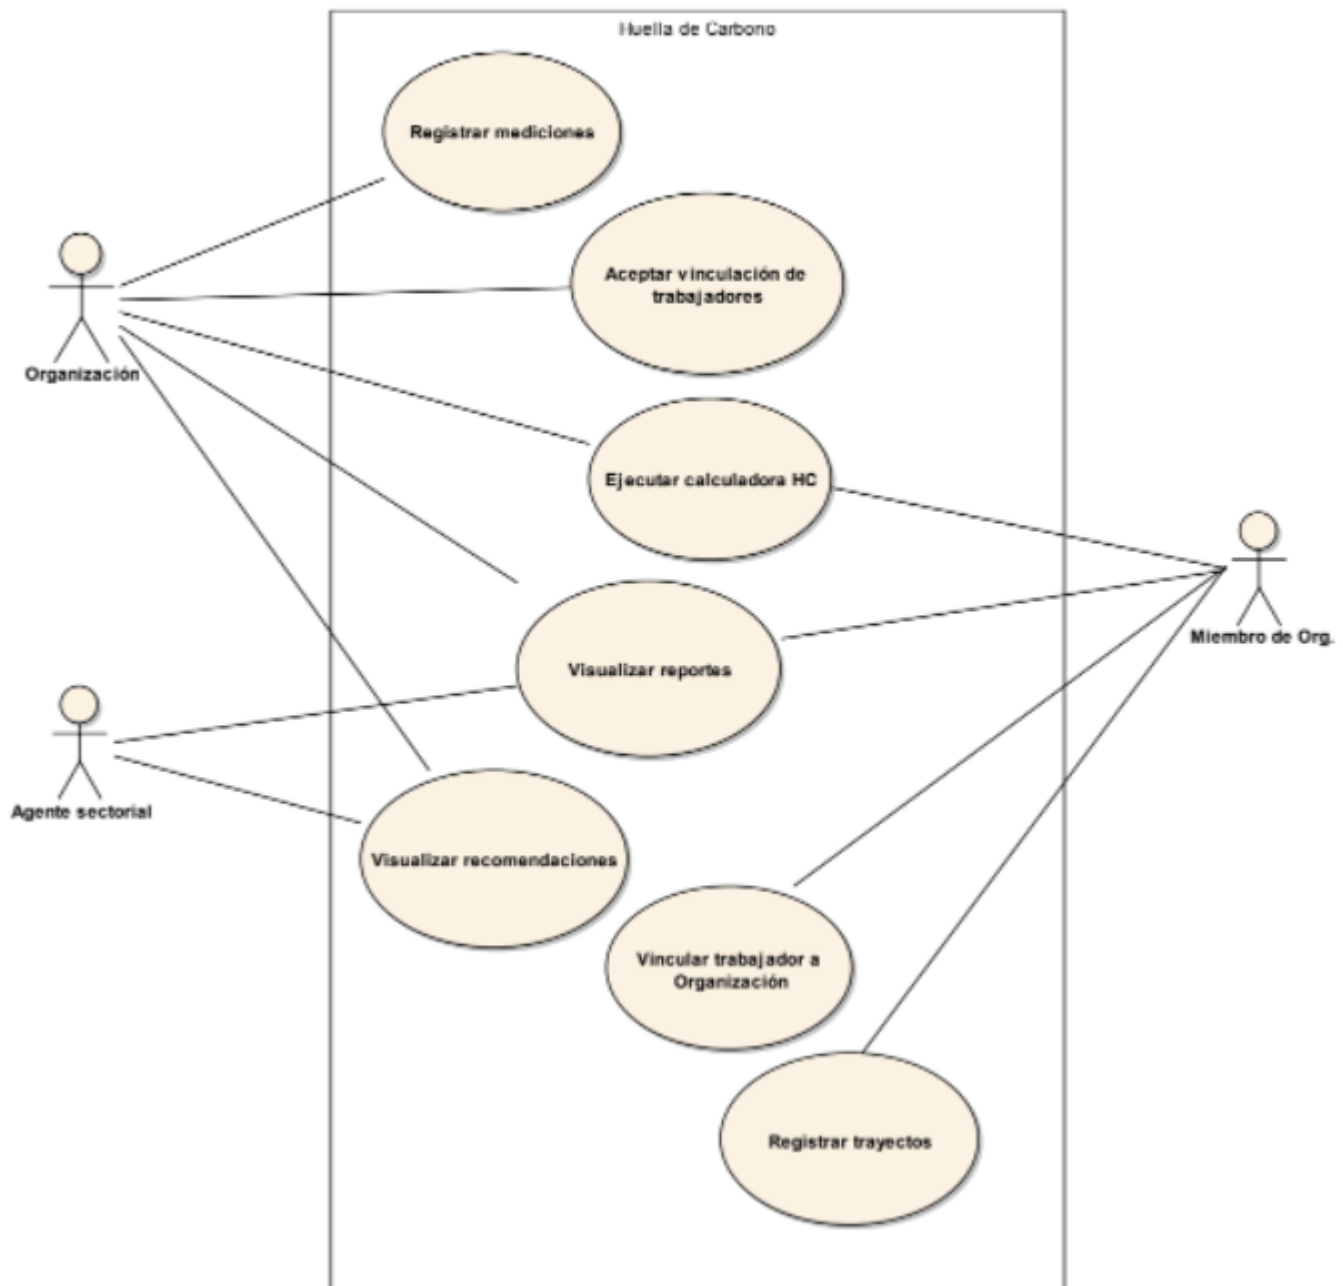 Huella de Carbono
Registrar mediciones
Aceptar vinculación de
trabajadores
Organización
Ejecutar calculadora HC
Miembro de Org.
Visualizar reportes
Agente sectorial
Visualizar recomendaciones
Vincular trabajador a
Organización
Registrar trayectos